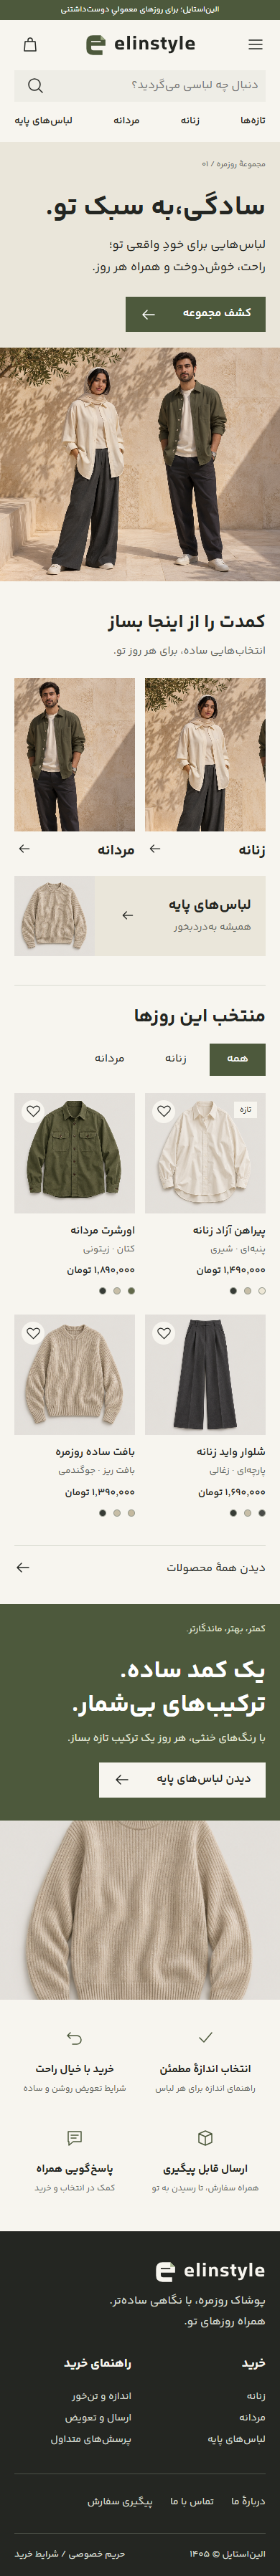 الین‌استایل؛ برای روزهای معمولیِ دوست‌داشتنی
elinstyle
دنبال چه لباسی می‌گردید؟
تازه‌ها
زنانه
مردانه
لباس‌های پایه
مجموعهٔ روزمره / ۰۱
سادگی،به سبک تو.
لباس‌هایی برای خودِ واقعی تو؛
راحت، خوش‌دوخت و همراه هر روز.
کشف مجموعه
کمدت را از اینجا بساز
انتخاب‌هایی ساده، برای هر روز تو.
زنانه
مردانه
لباس‌های پایه
همیشه به‌دردبخور
منتخب این روزها
همه
زنانه
مردانه
تازه
پیراهن آزاد زنانه
پنبه‌ای · شیری
۱,۴۹۰,۰۰۰ تومان
اورشرت مردانه
کتان · زیتونی
۱,۸۹۰,۰۰۰ تومان
شلوار واید زنانه
پارچه‌ای · زغالی
۱,۶۹۰,۰۰۰ تومان
بافت ساده روزمره
بافت ریز · جوگندمی
۱,۳۹۰,۰۰۰ تومان
دیدن همهٔ محصولات
کمتر، بهتر، ماندگارتر.
یک کمد ساده.
ترکیب‌های بی‌شمار.
با رنگ‌های خنثی، هر روز یک ترکیب تازه بساز.
دیدن لباس‌های پایه
انتخاب اندازهٔ مطمئن
راهنمای اندازه برای هر لباس
خرید با خیال راحت
شرایط تعویض روشن و ساده
ارسال قابل پیگیری
همراه سفارش، تا رسیدن به تو
پاسخ‌گویی همراه
کمک در انتخاب و خرید
elinstyle
پوشاک روزمره، با نگاهی ساده‌تر.
همراه روزهای تو.
خرید
زنانه
مردانه
لباس‌های پایه
راهنمای خرید
اندازه و تن‌خور
ارسال و تعویض
پرسش‌های متداول
دربارهٔ ما
تماس با ما
پیگیری سفارش
الین‌استایل © ۱۴۰۵
حریم خصوصی / شرایط خرید